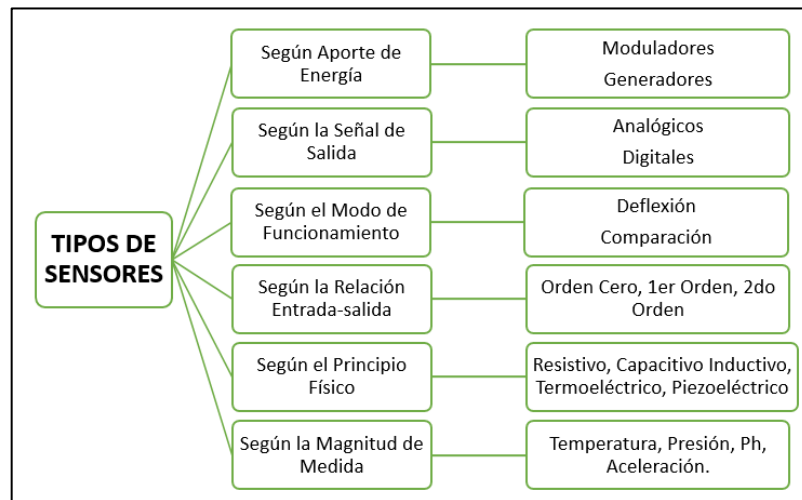 TIPOS DE
SENSORES
Según Aporte de
Energía
Moduladores
Generadores
Según la Señal de
Salida
Analógicos
Digitales
Según el Modo de
Funcionamiento
Deflexión
Comparación
Según la Relación
Entrada-salida
Orden Cero, 1er Orden, 2do
Orden
Según el Principio
Físico
Resistivo, Capacitivo Inductivo,
Termoeléctrico, Piezoeléctrico
Según la Magnitud de
Medida
Temperatura, Presión, Ph,
Aceleración.